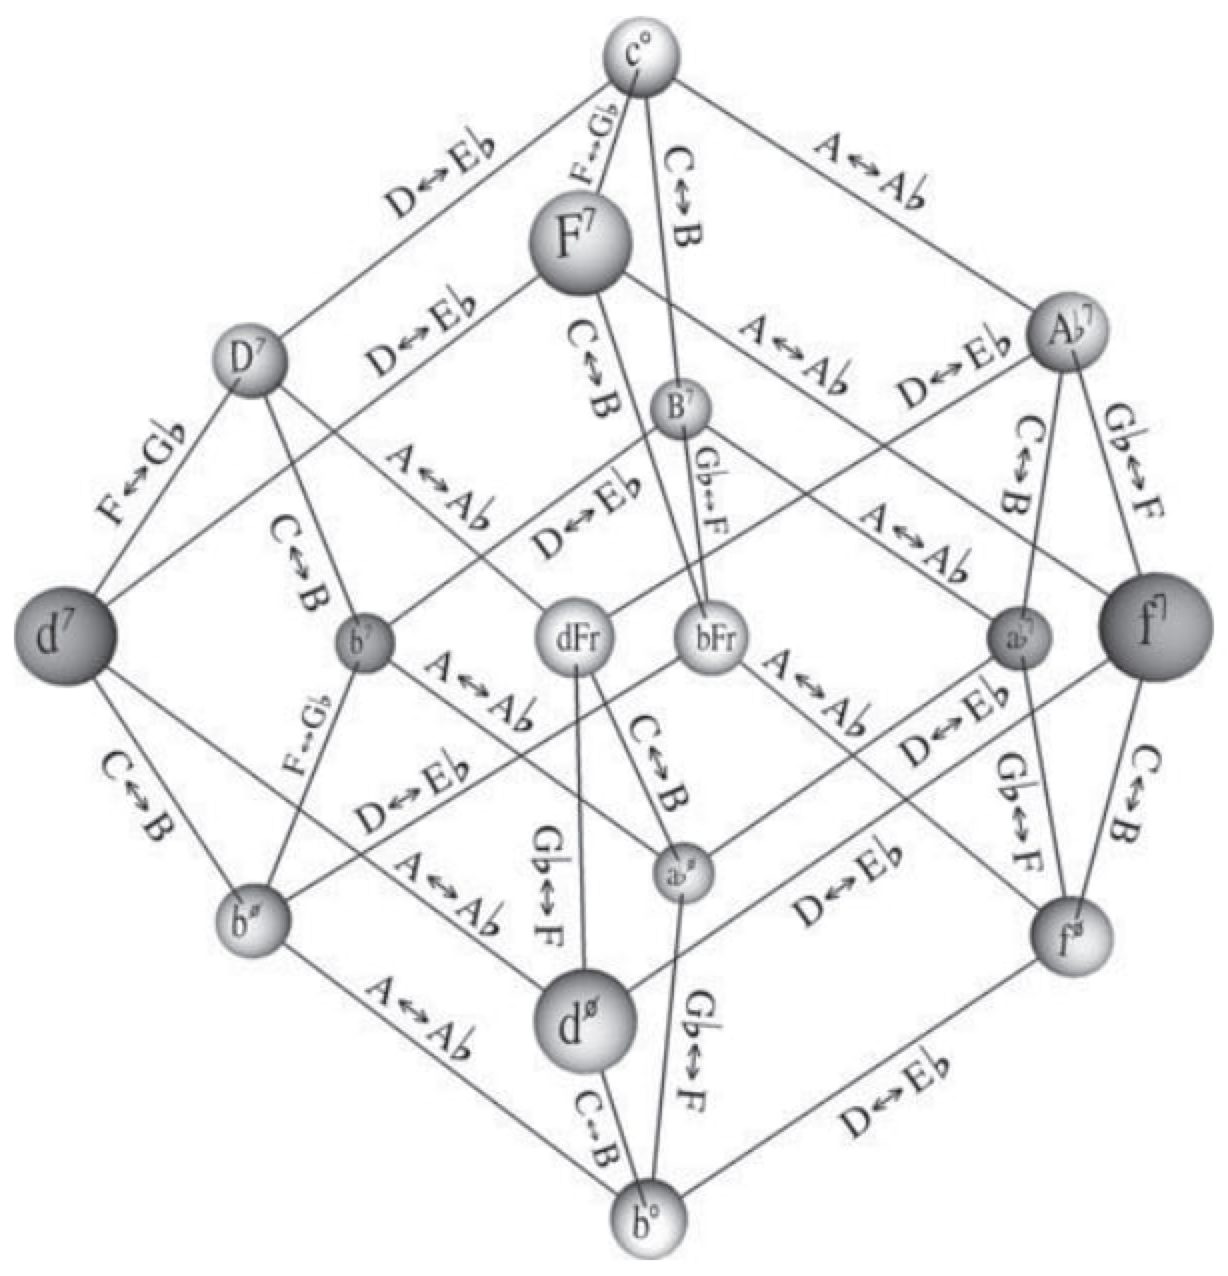 c°
D↔E♭
F↔G♭
C↔B
A↔A♭
F⁷
D↔E♭
C↔B
A↔A♭
D↔E♭
A♭⁷
D⁷
B⁷
F↔G♭
C↔B
A↔A♭
D↔E♭
G♭↔F
A↔A♭
C↔B
G♭↔F
d⁷
b⁷
dFr
bFr
a♭⁷
f⁷
C↔B
F↔G♭
A↔A♭
D↔E♭
C↔B
A↔A♭
D↔E♭
G♭↔F
C↔B
bø
A↔A♭
G♭↔F
a♭ø
D↔E♭
fø
A↔A♭
dø
G♭↔F
C↔B
D↔E♭
b°